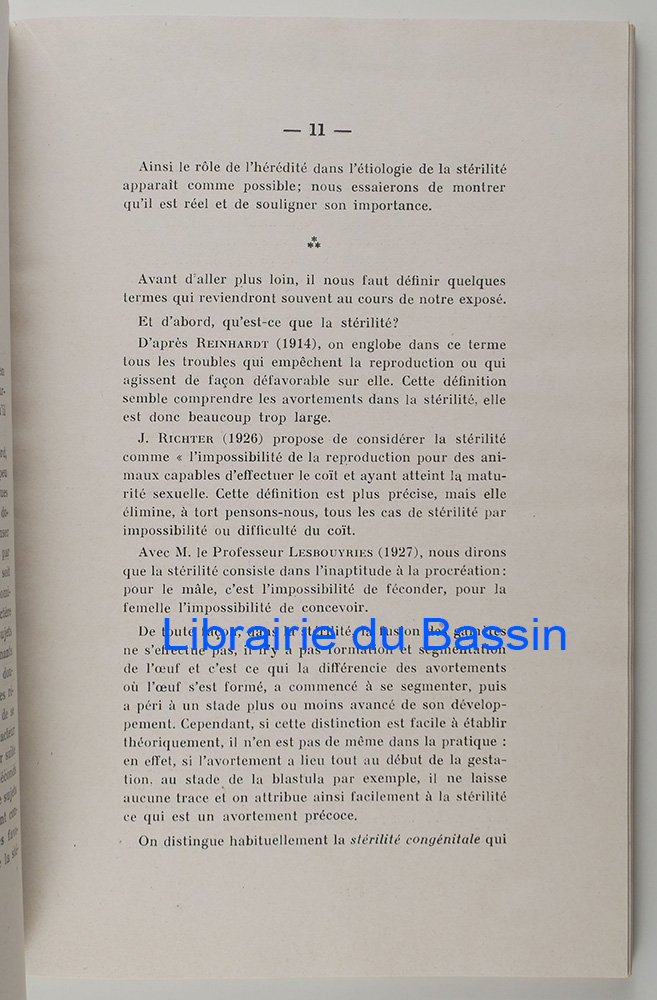 — 11 —
Ainsi le rôle de l'hérédité dans l'étiologie de la stérilité
apparaît comme possible; nous essaierons de montrer
qu'il est réel et de souligner son importance.
*
**
Avant d'aller plus loin, il nous faut définir quelques
termes qui reviendront souvent au cours de notre exposé.
Et d'abord, qu'est-ce que la stérilité?
D'après REINHARDT (1914), on englobe dans ce terme
tous les troubles qui empêchent la reproduction ou qui
agissent de façon défavorable sur elle. Cette définition
semble comprendre les avortements dans la stérilité, elle
est donc beaucoup trop large.
J. RICHTER (1926) propose de considérer la stérilité
comme « l'impossibilité de la reproduction pour des ani-
maux capables d'effectuer le coït et ayant atteint la matu-
rité sexuelle. Cette définition est plus précise, mais elle
élimine, à tort pensons-nous, tous les cas de stérilité par
impossibilité ou difficulté du coït.
Avec M. le Professeur LESBOUYRIES (1927), nous dirons
que la stérilité consiste dans l'inaptitude à la procréation:
pour le mâle, c'est l'impossibilité de féconder, pour la
femelle l'impossibilité de concevoir.
De toute façon, dans la stérilité, la fusion de gamètes
Librairie du Bassin
ne s'effectue pas, il n'y a pas formation et segmentation
de l'œuf et c'est ce qui la différencie des avortements
où l'œuf s'est formé, a commencé à se segmenter, puis
a péri à un stade plus ou moins avancé de son dévelop-
pement. Cependant, si cette distinction est facile à établir
théoriquement, il n'en est pas de même dans la pratique :
en effet, si l'avortement a lieu tout au début de la gesta-
tion, au stade de la blastula par exemple, il ne laisse
aucune trace et on attribue ainsi facilement à la stérilité
ce qui est un avortement précoce.
On distingue habituellement la stérilité congénitale qui